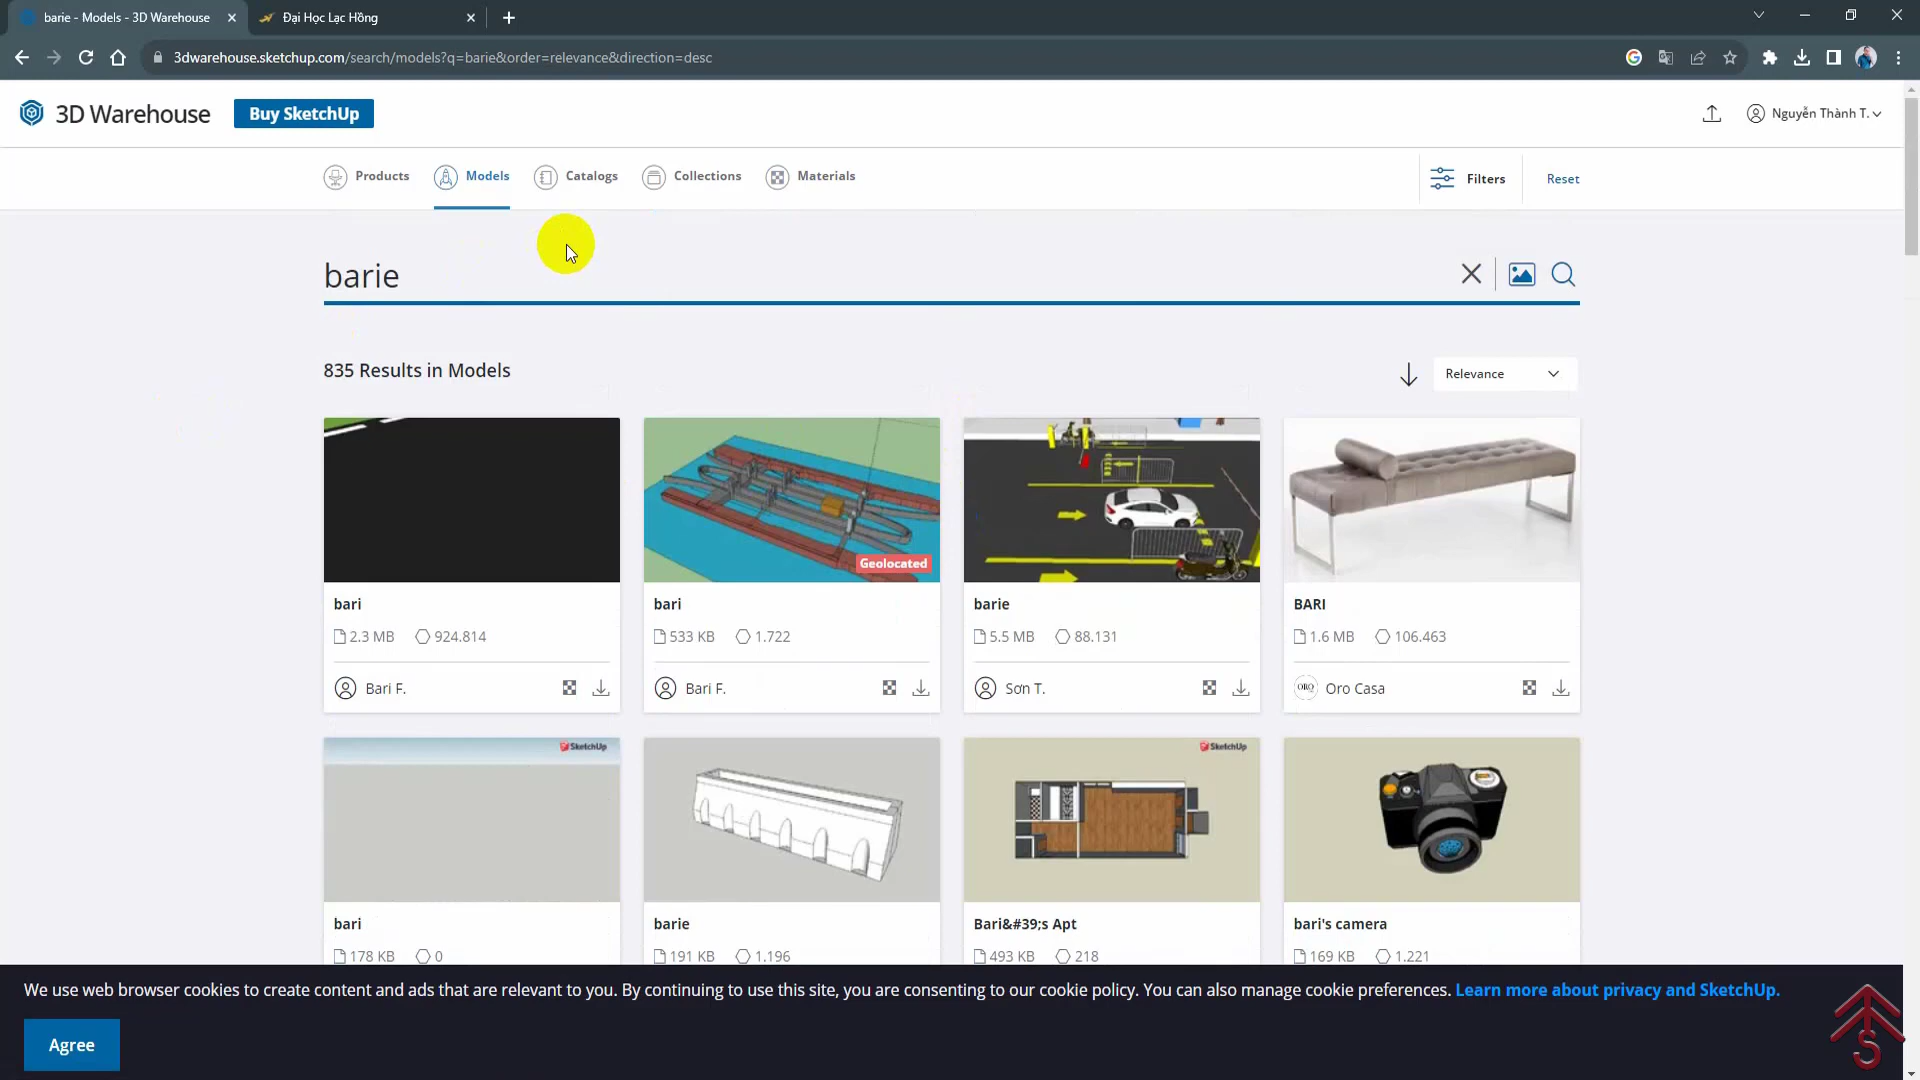 barie - Models - 3D Warehouse
Đại Học Lạc Hồng
3dwarehouse.sketchup.com/search/models?q=barie&order=relevance&direction=desc
3D Warehouse
Buy SketchUp
Nguyễn Thành T.
Products
Models
Catalogs
Collections
Materials
Filters
Reset
barie
835 Results in Models
Relevance
Geolocated
bari
bari
barie
BARI
2.3 MB
924.814
533 KB
1.722
5.5 MB
88.131
1.6 MB
106.463
Bari F.
Bari F.
Sơn T.
ORO
Oro Casa
SketchUp
SketchUp
bari
barie
Bari&#39;s Apt
bari's camera
178 KB
0
191 KB
1.196
493 KB
218
169 KB
1.221
We use web browser cookies to create content and ads that are relevant to you. By continuing to use this site, you are consenting to our cookie policy. You can also manage cookie preferences. Learn more about privacy and SketchUp.
Agree
S